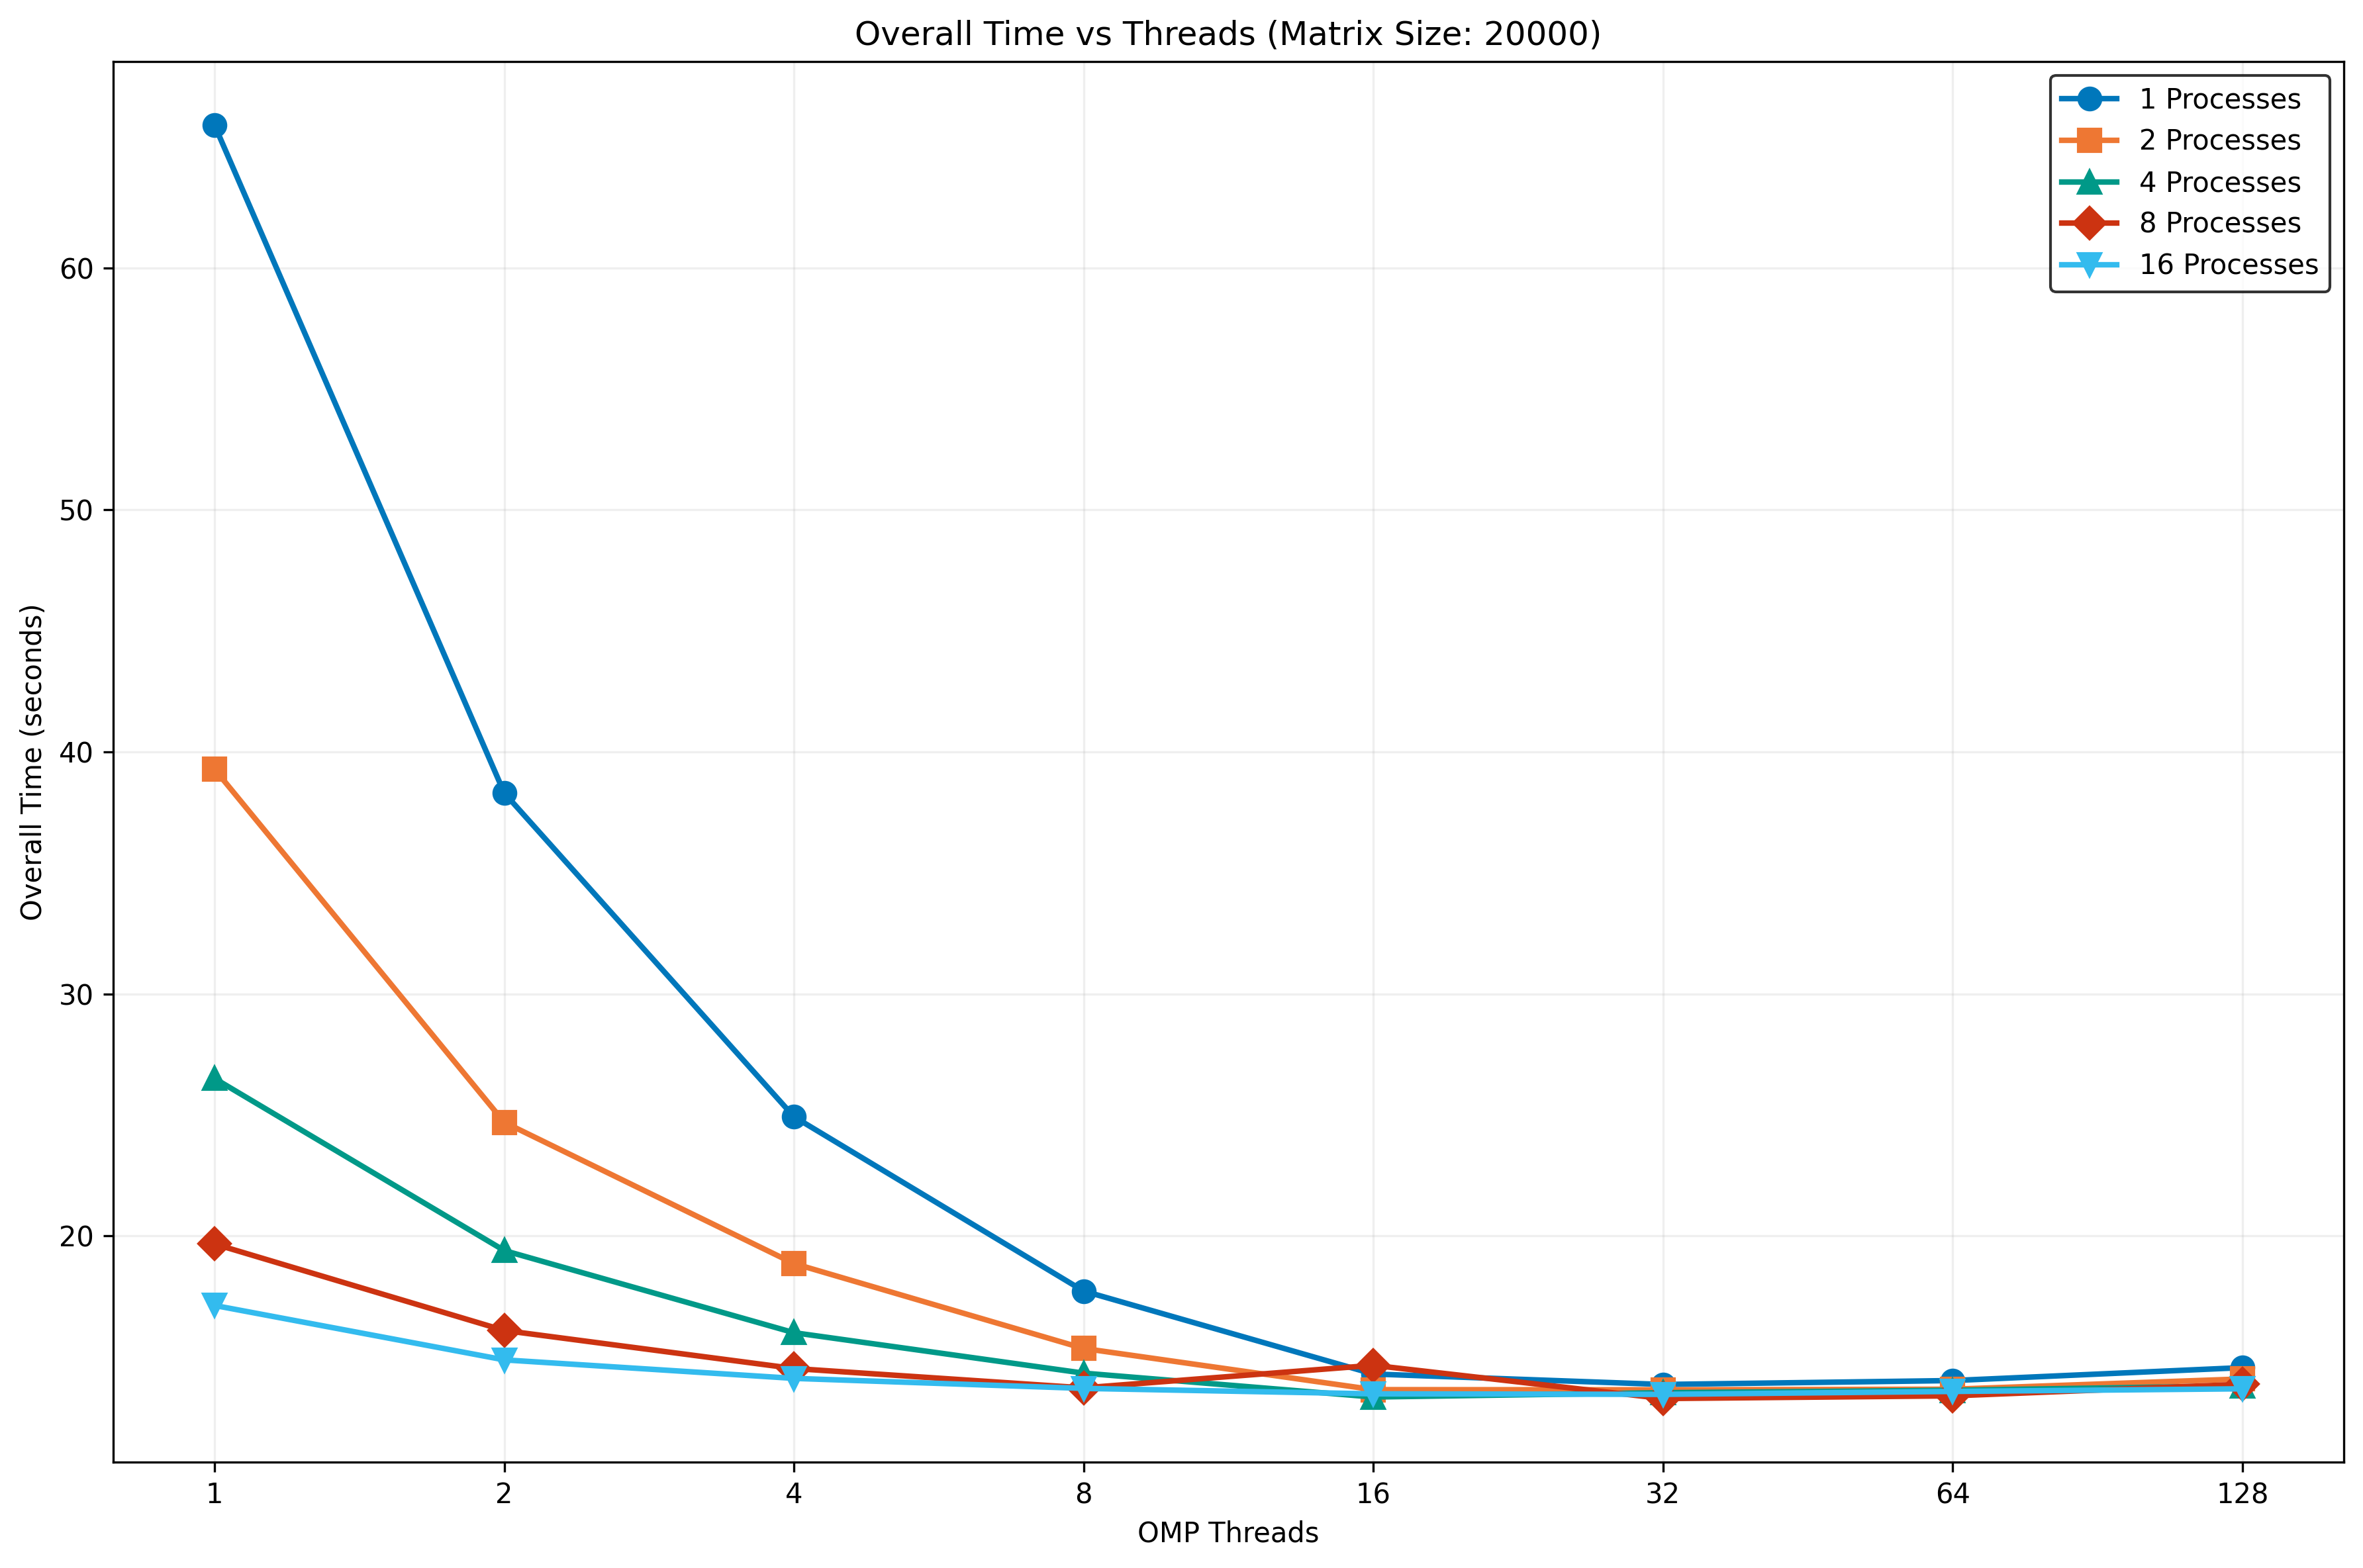 Overall Time vs Threads (Matrix Size: 20000)
1 Processes
2 Processes
4 Processes
8 Processes
16 Processes
Overall Time (seconds)
60
50
40
30
20
1 2 4 8 16 32 64 128
OMP Threads